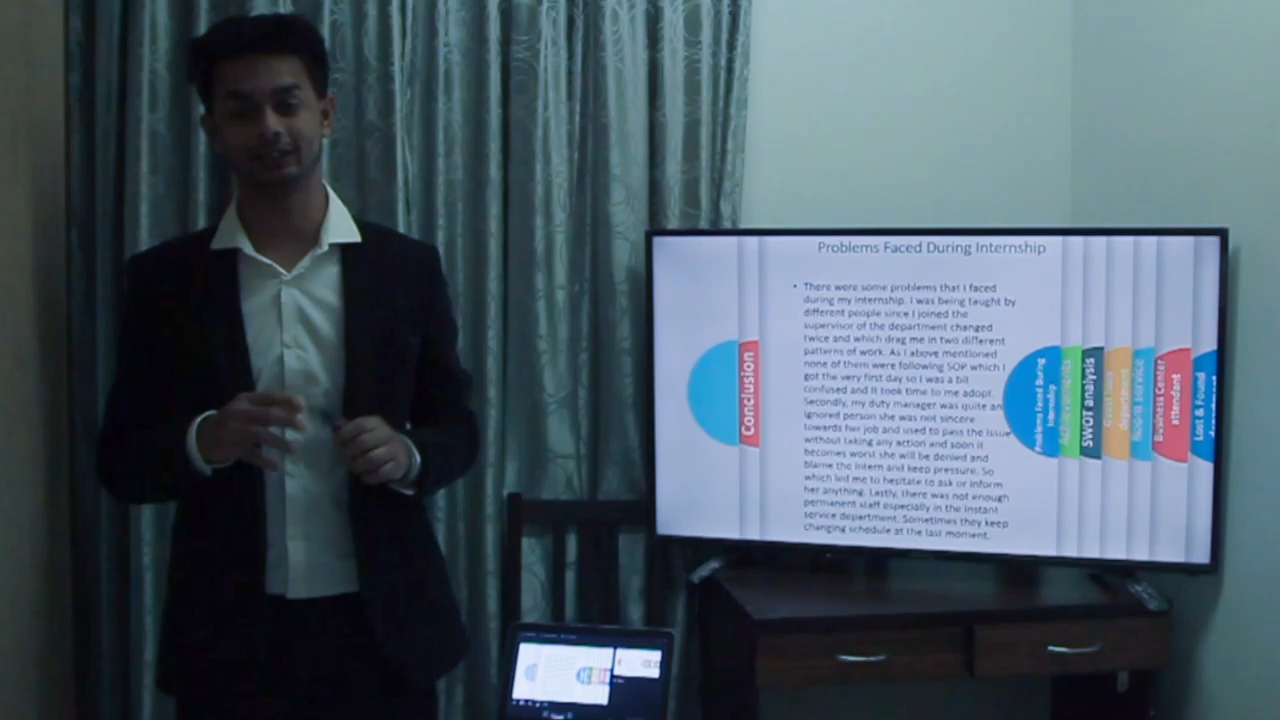 Problems Faced During Internship
• There were some problems that I faced
during my internship. I was being taught by
different people since I joined the
supervisor of the department changed
twice and which drag me in two different
patterns of work. As I above mentioned
none of them were following SOP which I
got the very first day so I was a bit
confused and it took time to me adopt.
Secondly, my duty manager was quite an
ignored person she was not sincere
towards her job and used to pass the issue
without taking any action and soon it
becomes worst she will be denied and
blame the intern and keep pressure. So
which led me to hesitate to ask or inform
her anything. Lastly, there was not enough
permanent staff especially in the instant
service department. Sometimes they keep
changing schedule at the last moment.
Conclusion
Problems Faced During
Internship
Achievements
SWOT analysis
department
Room service
Business Center
attendant
Lost & Found